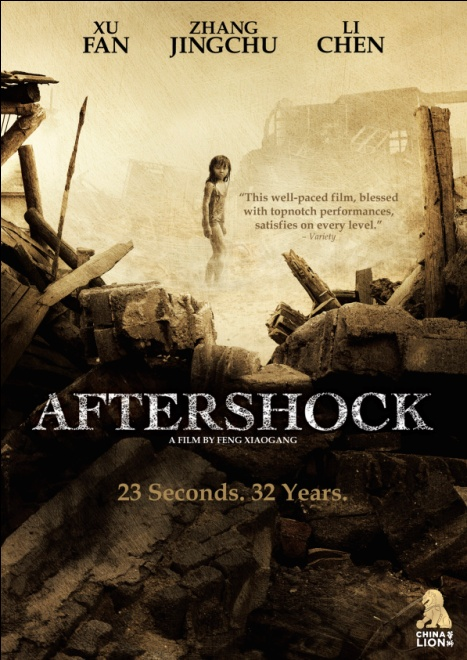 XU ZHANG LI
FAN JINGCHU CHEN
"This well-paced film, blessed
with topnotch performances,
satisfies on every level."
– Variety
AFTERSHOCK
A FILM BY FENG XIAOGANG
23 Seconds. 32 Years.
CHINA
LION